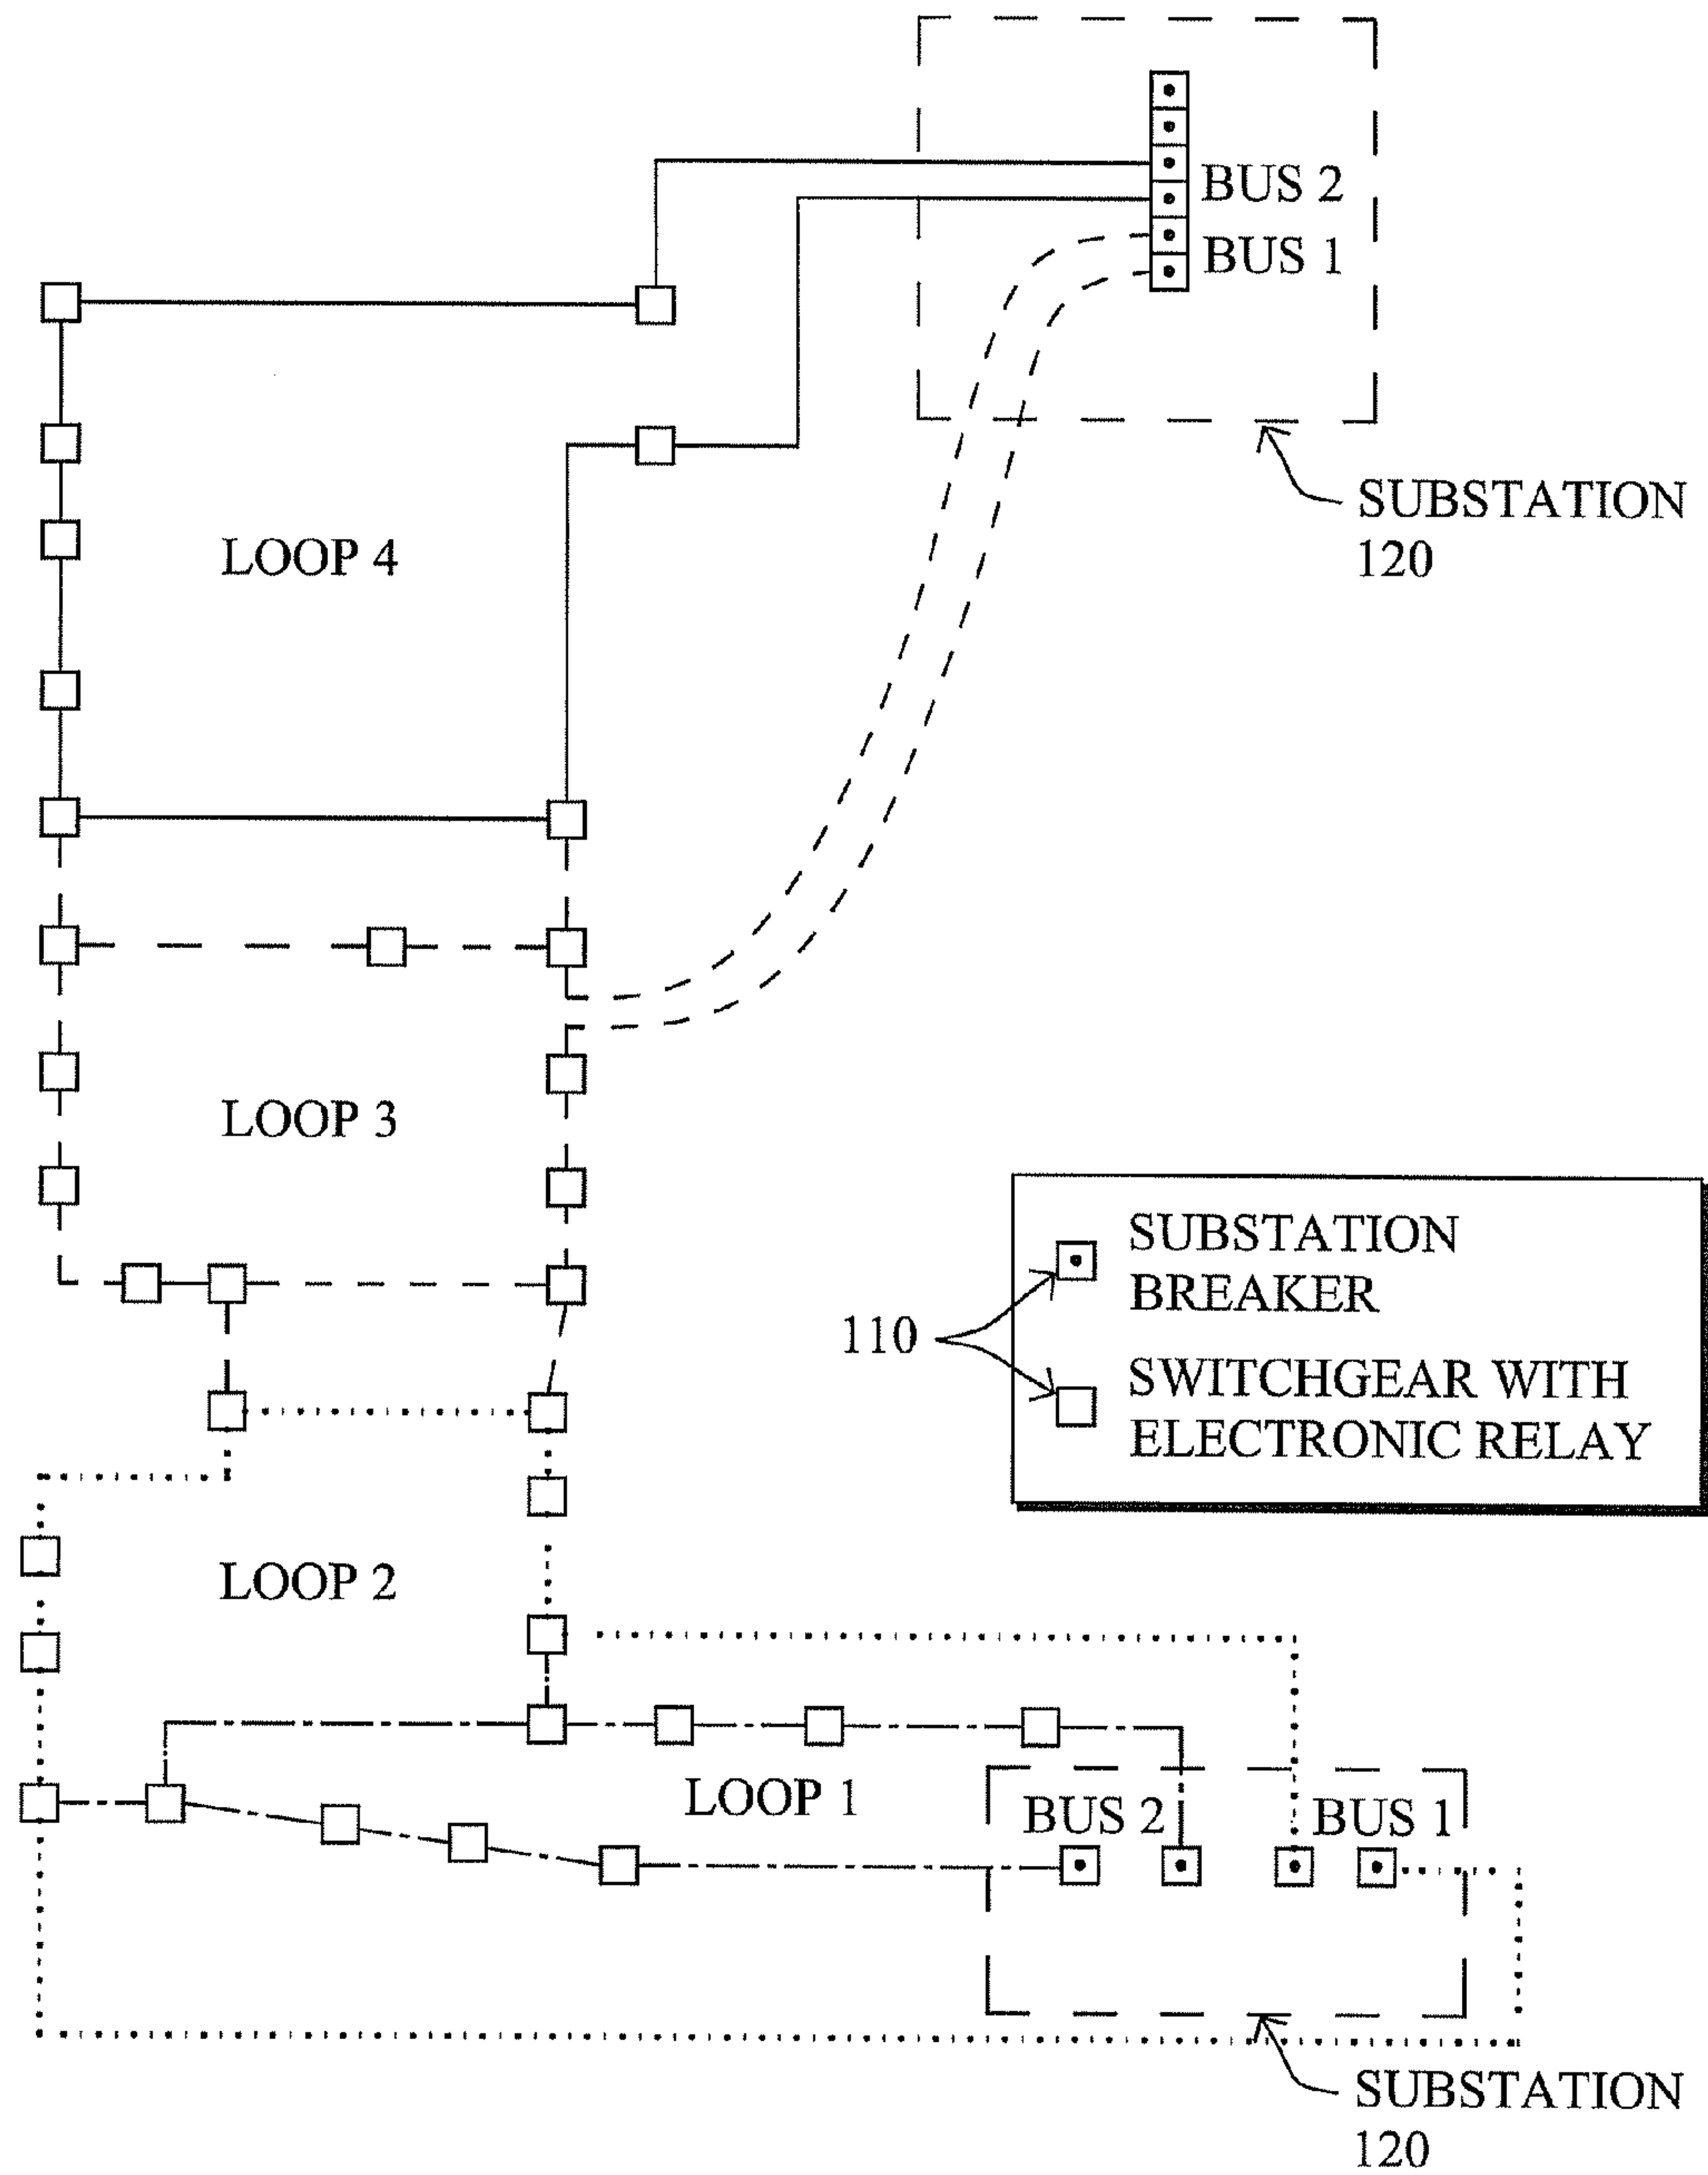 BUS 2
BUS 1
SUBSTATION
120
LOOP 4
LOOP 3
SUBSTATION
BREAKER
110
SWITCHGEAR WITH
ELECTRONIC RELAY
LOOP 2
LOOP 1
BUS 2
BUS 1
SUBSTATION
120